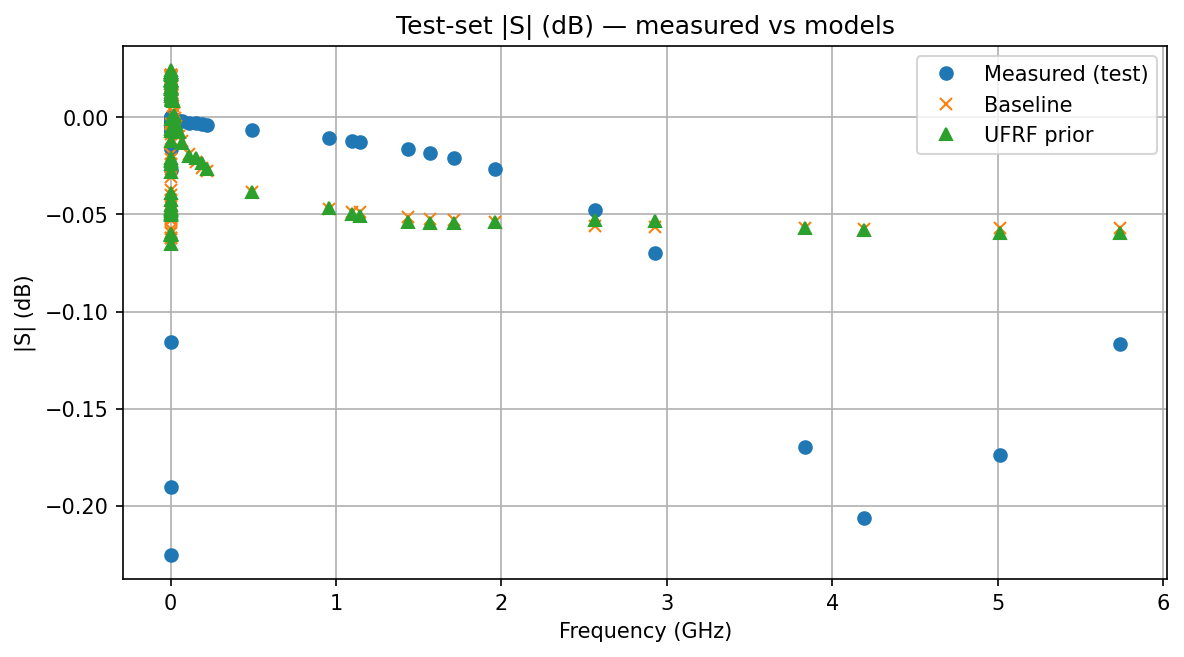 Test-set |S| (dB) — measured vs models
Measured (test)
Baseline
UFRF prior
|S| (dB)
0.00
−0.05
−0.10
−0.15
−0.20
0 1 2 3 4 5 6
Frequency (GHz)